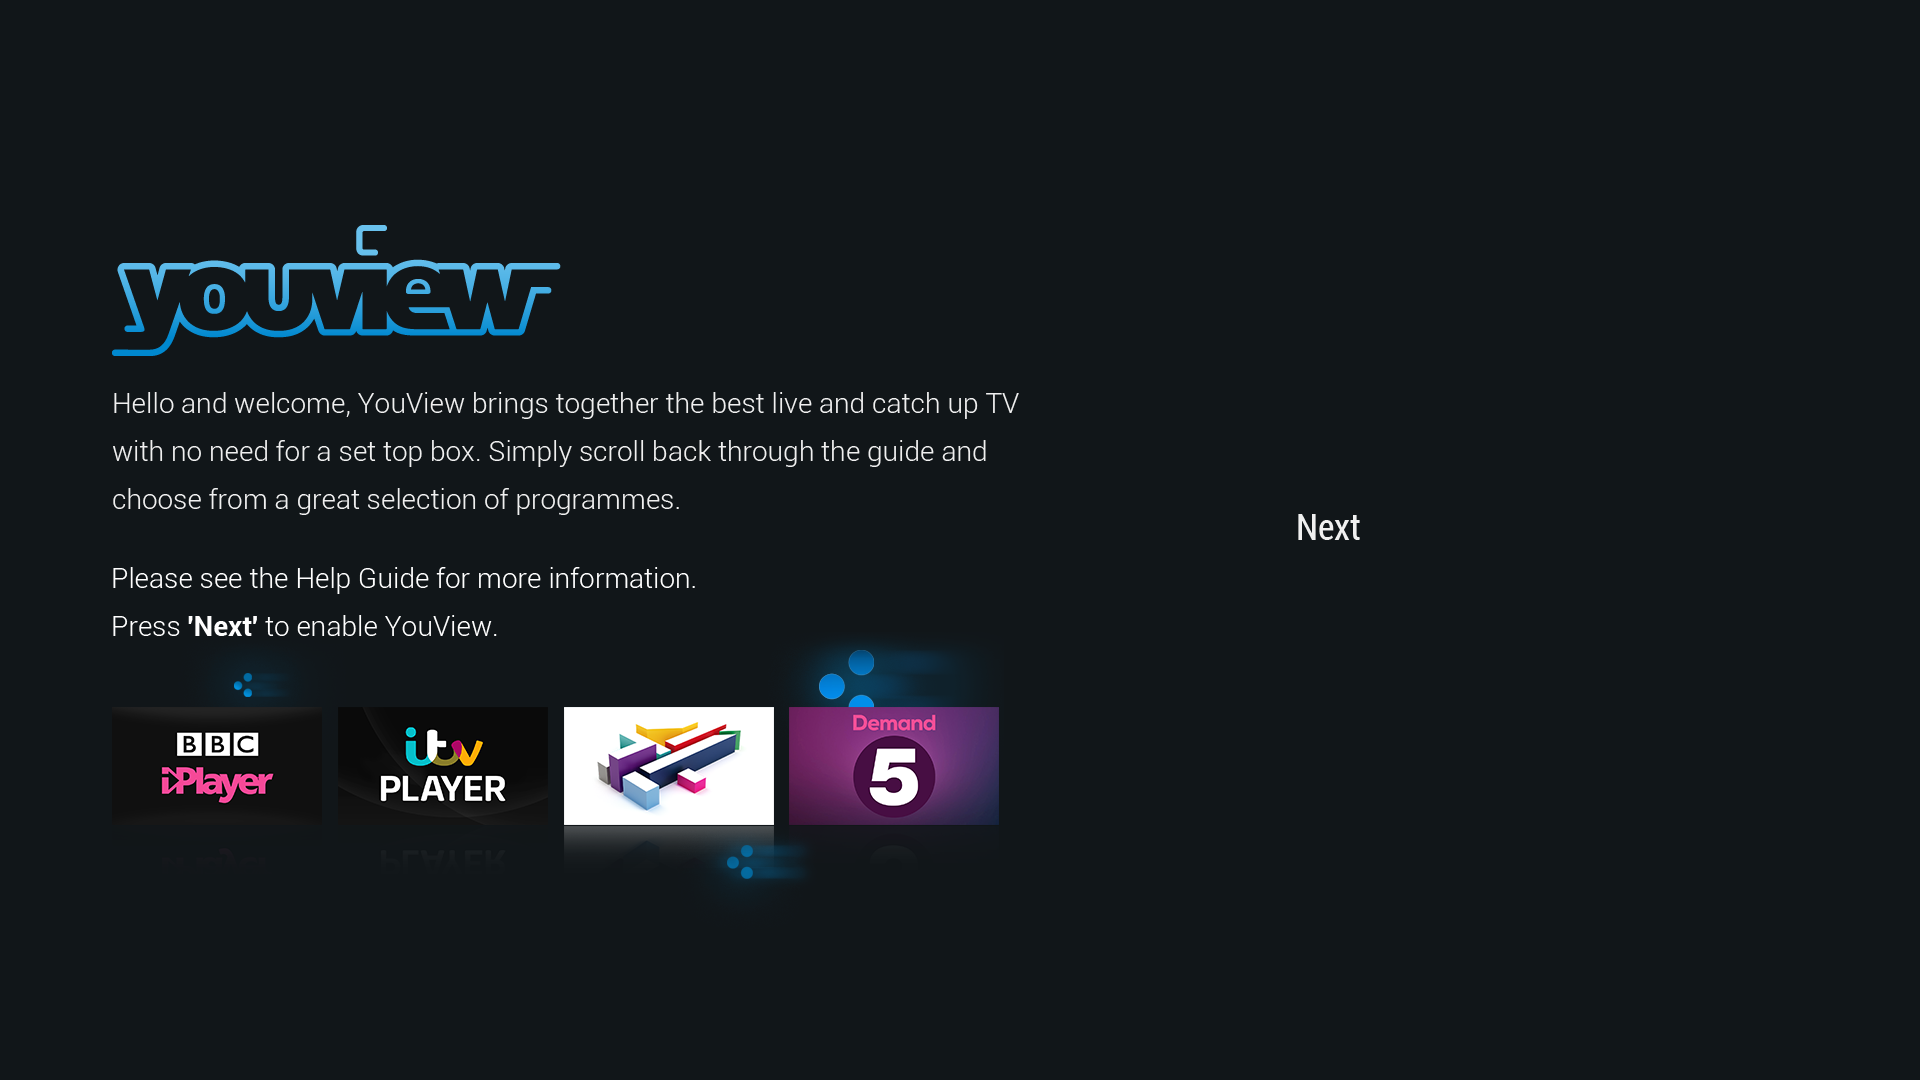 youview
Hello and welcome, YouView brings together the best live and catch up TV
with no need for a set top box. Simply scroll back through the guide and
choose from a great selection of programmes.
Next
Please see the Help Guide for more information.
Press 'Next' to enable YouView.
BBC
iPlayer
itv
PLAYER
Demand
5